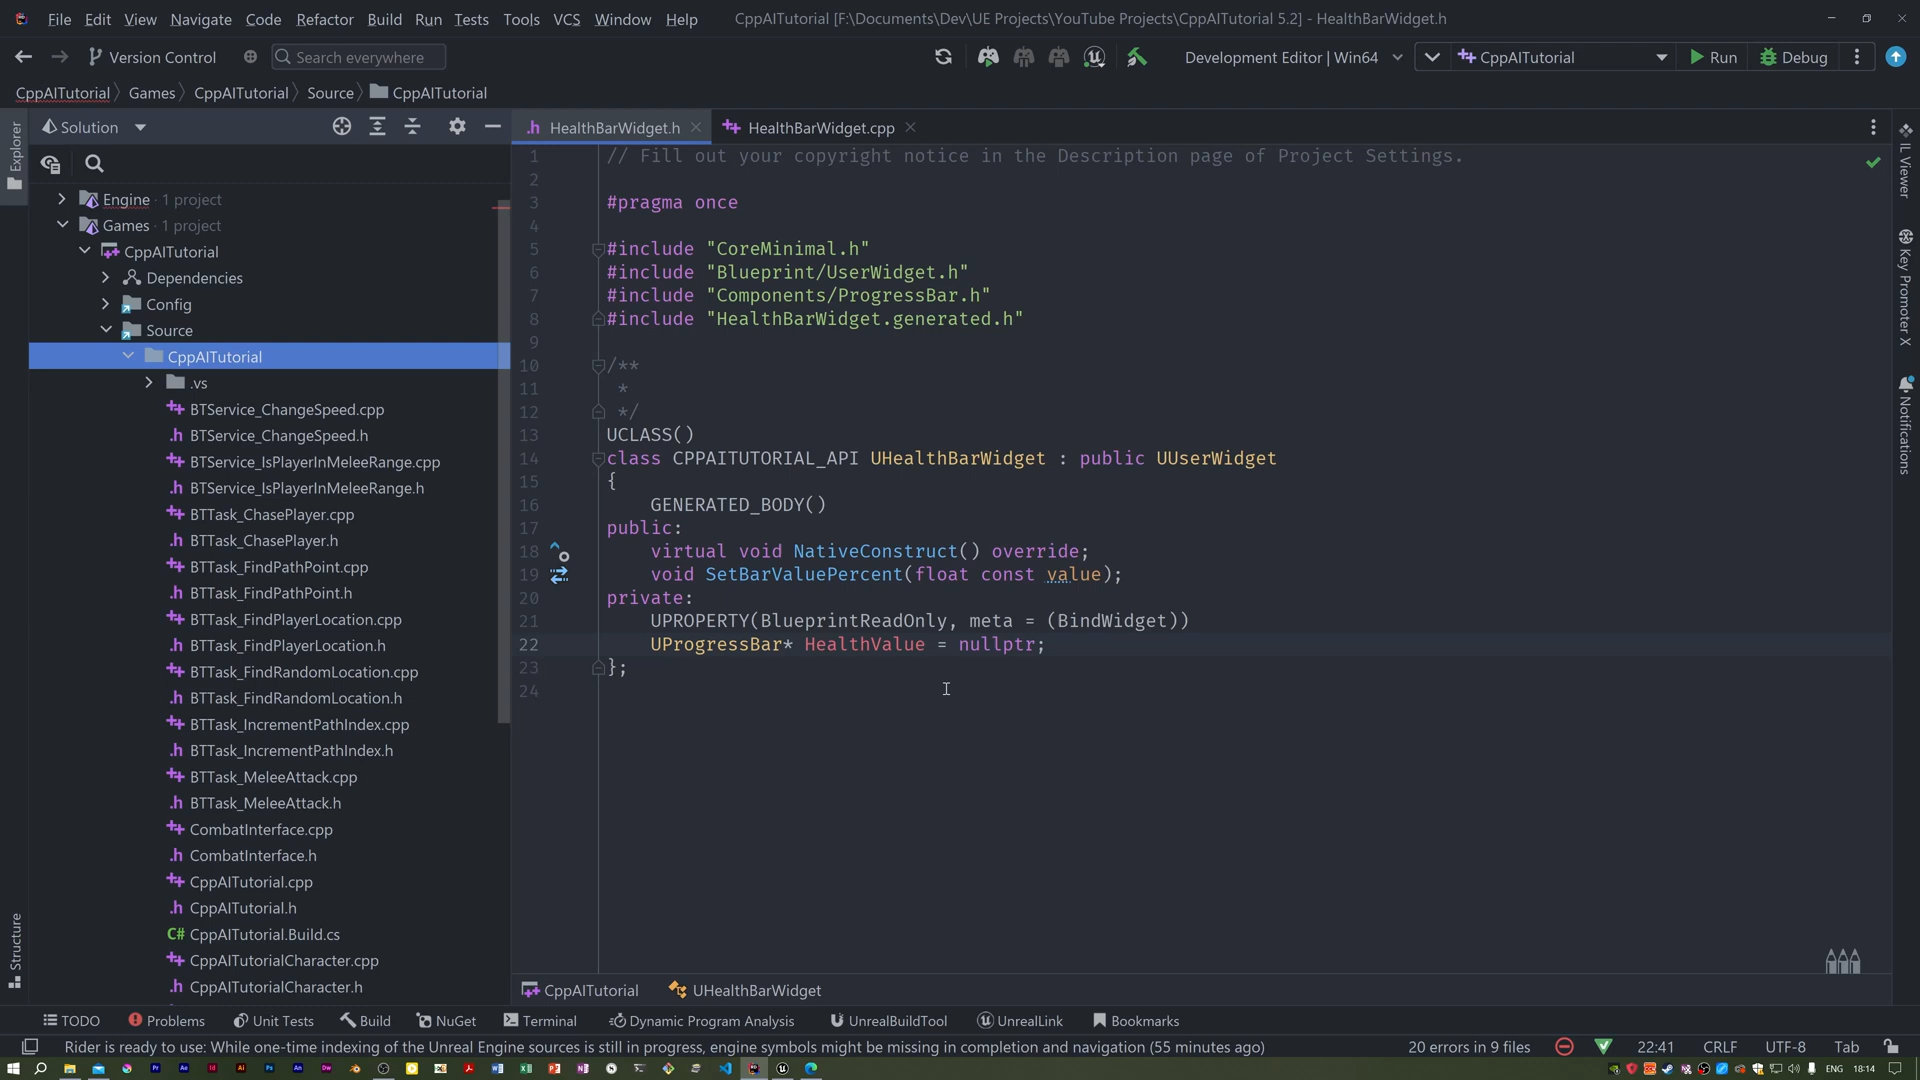 File Edit View Navigate Code Refactor Build Run Tests Tools VCS Window Help CppAITutorial [F:\Documents\Dev\UE Projects\YouTube Projects\CppAITutorial 5.2] - HealthBarWidget.h
Version Control Search everywhere Development Editor | Win64 CppAITutorial Run Debug
CppAITutorial Games CppAITutorial Source CppAITutorial
Explorer
Structure
Solution
Engine · 1 project
Games · 1 project
CppAITutorial
Dependencies
Config
Source
CppAITutorial
.vs
BTService_ChangeSpeed.cpp
BTService_ChangeSpeed.h
BTService_IsPlayerInMeleeRange.cpp
BTService_IsPlayerInMeleeRange.h
BTTask_ChasePlayer.cpp
BTTask_ChasePlayer.h
BTTask_FindPathPoint.cpp
BTTask_FindPathPoint.h
BTTask_FindPlayerLocation.cpp
BTTask_FindPlayerLocation.h
BTTask_FindRandomLocation.cpp
BTTask_FindRandomLocation.h
BTTask_IncrementPathIndex.cpp
BTTask_IncrementPathIndex.h
BTTask_MeleeAttack.cpp
BTTask_MeleeAttack.h
CombatInterface.cpp
CombatInterface.h
CppAITutorial.cpp
CppAITutorial.h
C# CppAITutorial.Build.cs
CppAITutorialCharacter.cpp
CppAITutorialCharacter.h
.h HealthBarWidget.h HealthBarWidget.cpp
1 // Fill out your copyright notice in the Description page of Project Settings.
2
3 #pragma once
4
5 #include "CoreMinimal.h"
6 #include "Blueprint/UserWidget.h"
7 #include "Components/ProgressBar.h"
8 #include "HealthBarWidget.generated.h"
9
10 /**
11 *
12 */
13 UCLASS()
14 class CPPAITUTORIAL_API UHealthBarWidget : public UUserWidget
15 {
16 GENERATED_BODY()
17 public:
18 virtual void NativeConstruct() override;
19 void SetBarValuePercent(float const value);
20 private:
21 UPROPERTY(BlueprintReadOnly, meta = (BindWidget))
22 UProgressBar* HealthValue = nullptr;
23 };
24
IL Viewer
Key Promoter X
Notifications
CppAITutorial UHealthBarWidget
TODO Problems Unit Tests Build NuGet Terminal Dynamic Program Analysis UnrealBuildTool UnrealLink Bookmarks
Rider is ready to use: While one-time indexing of the Unreal Engine sources is still in progress, engine symbols might be missing in completion and navigation (55 minutes ago) 20 errors in 9 files 22:41 CRLF UTF-8 Tab
ENG 18:14